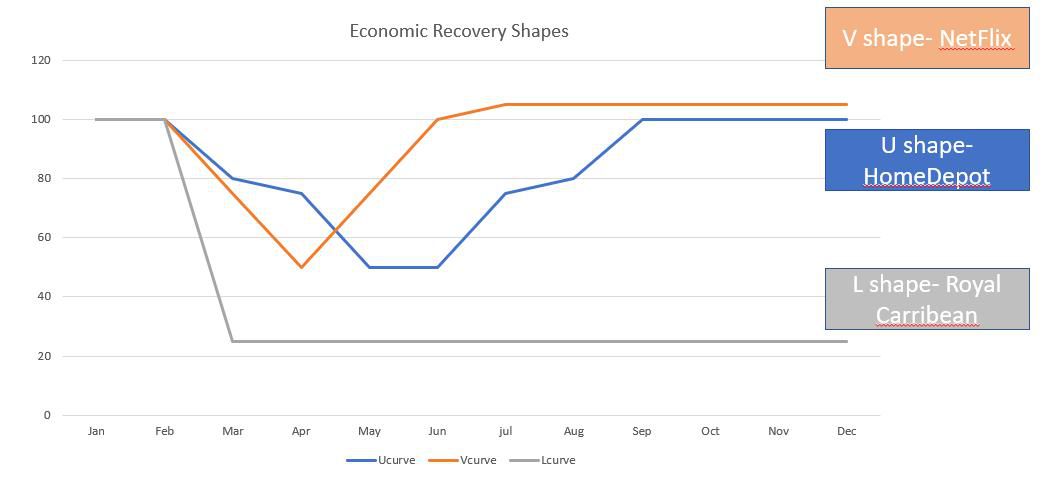 Economic Recovery Shapes
V shape- NetFlix
120
100
U shape-
HomeDepot
80
60
L shape- Royal
Carribean
40
20
0
Jan Feb Mar Apr May Jun jul Aug Sep Oct Nov Dec
Ucurve Vcurve Lcurve